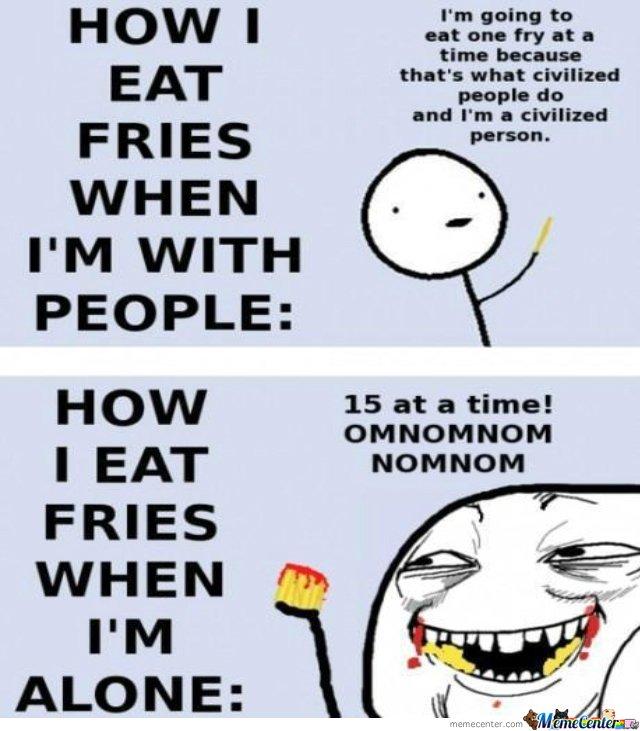 HOW I
EAT
FRIES
WHEN
I'M WITH
PEOPLE:
I'm going to
eat one fry at a
time because
that's what civilized
people do
and I'm a civilized
person.
HOW
I EAT
FRIES
WHEN
I'M
ALONE:
15 at a time!
OMNOMNOM
NOMNOM
memecenter.com MemeCenter